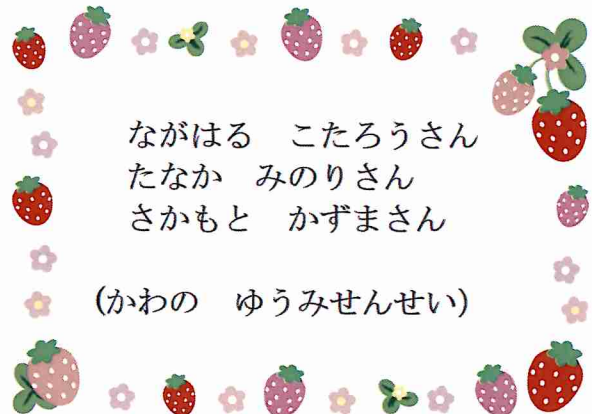 ながはる　こたろうさん
たなか　みのりさん
さかもと　かずまさん
(かわの　ゆうみせんせい)